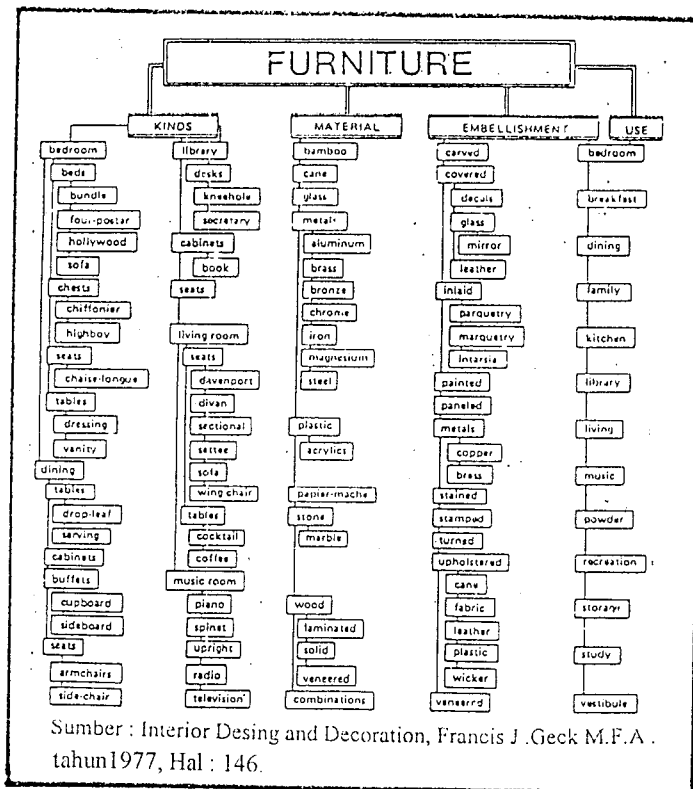 FURNITURE
KINDS
bedroom
beds
bundle
four-postar
hollywood
sofa
chests
chiffonier
highboy
seats
chaise-longue
tables
dressing
vanity
dining
tables
drop-leaf
serving
cabinets
buffets
cupboard
sideboard
seats
armchairs
side-chair
library
desks
kneehole
secretary
cabinets
book
seats
living room
seats
davenport
divan
sectional
settee
sofa
wing chair
tables
cocktail
coffee
music room
piano
spinet
upright
radio
television
MATERIAL
bamboo
cane
glass
metals
aluminum
brass
bronze
chrome
iron
magnesium
steel
plastic
acrylics
papier-mache
stone
marble
wood
laminated
solid
veneered
combinations
EMBELLISHMENT
carved
covered
decals
glass
mirror
leather
inlaid
parquetry
marquetry
intarsia
painted
paneled
metals
copper
brass
stained
stamped
turned
upholstered
cane
fabric
leather
plastic
wicker
veneered
USE
bedroom
breakfast
dining
family
kitchen
library
living
music
powder
recreation
storage
study
vestibule
Sumber : Interior Desing and Decoration, Francis J .Geck M.F.A .
tahun1977, Hal : 146.